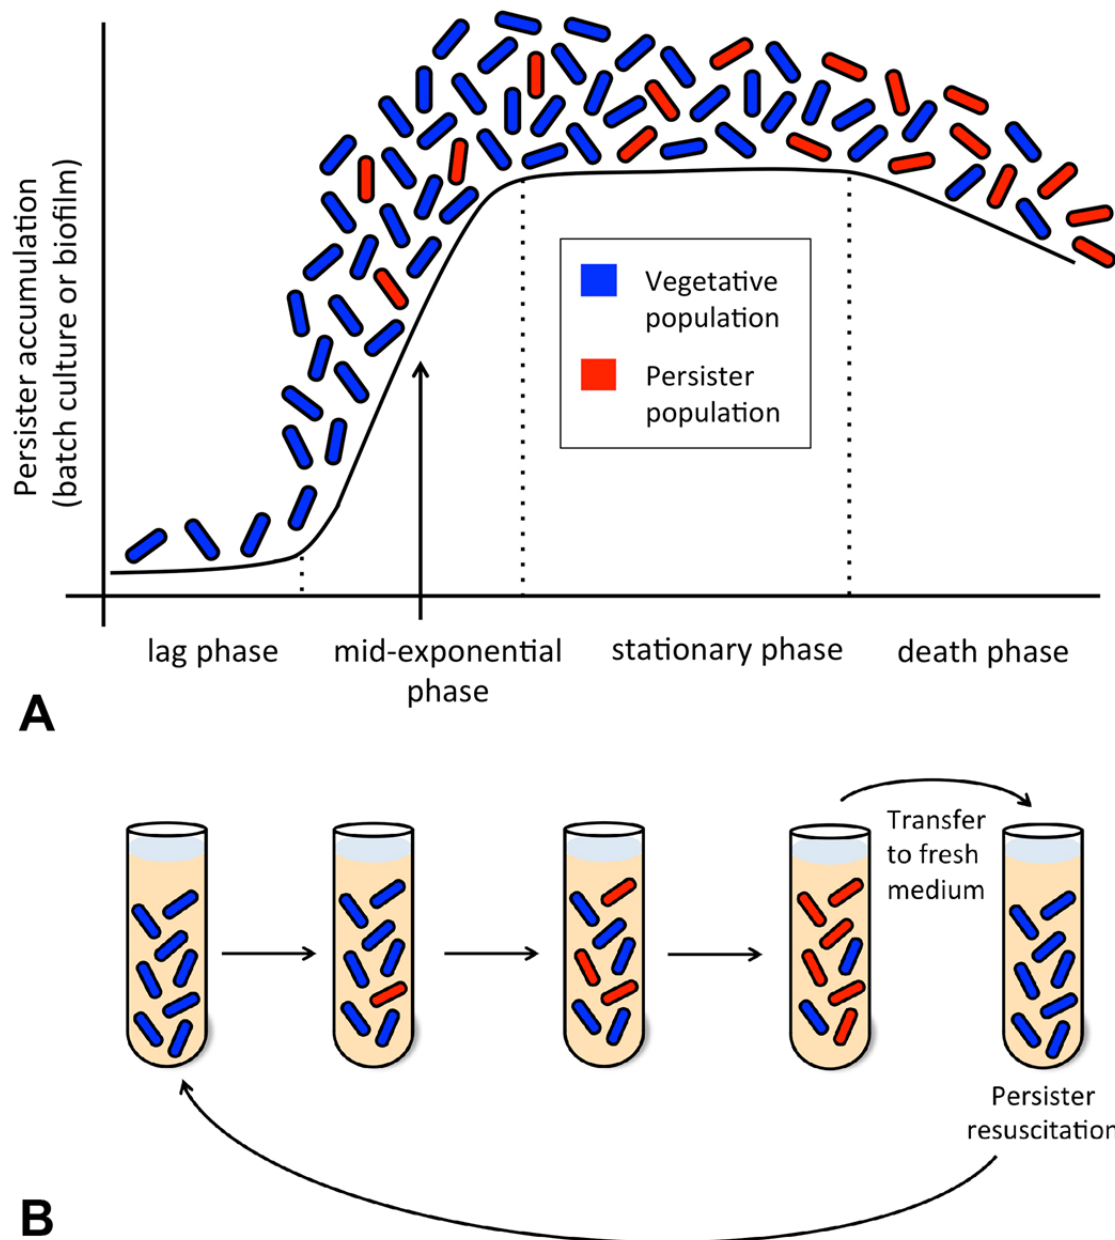 A
Persister accumulation
(batch culture or biofilm)
Vegetative
population
Persister
population
lag phase
mid-exponential
phase
stationary phase
death phase
A
Transfer
to fresh
medium
Persister
resuscitation
B